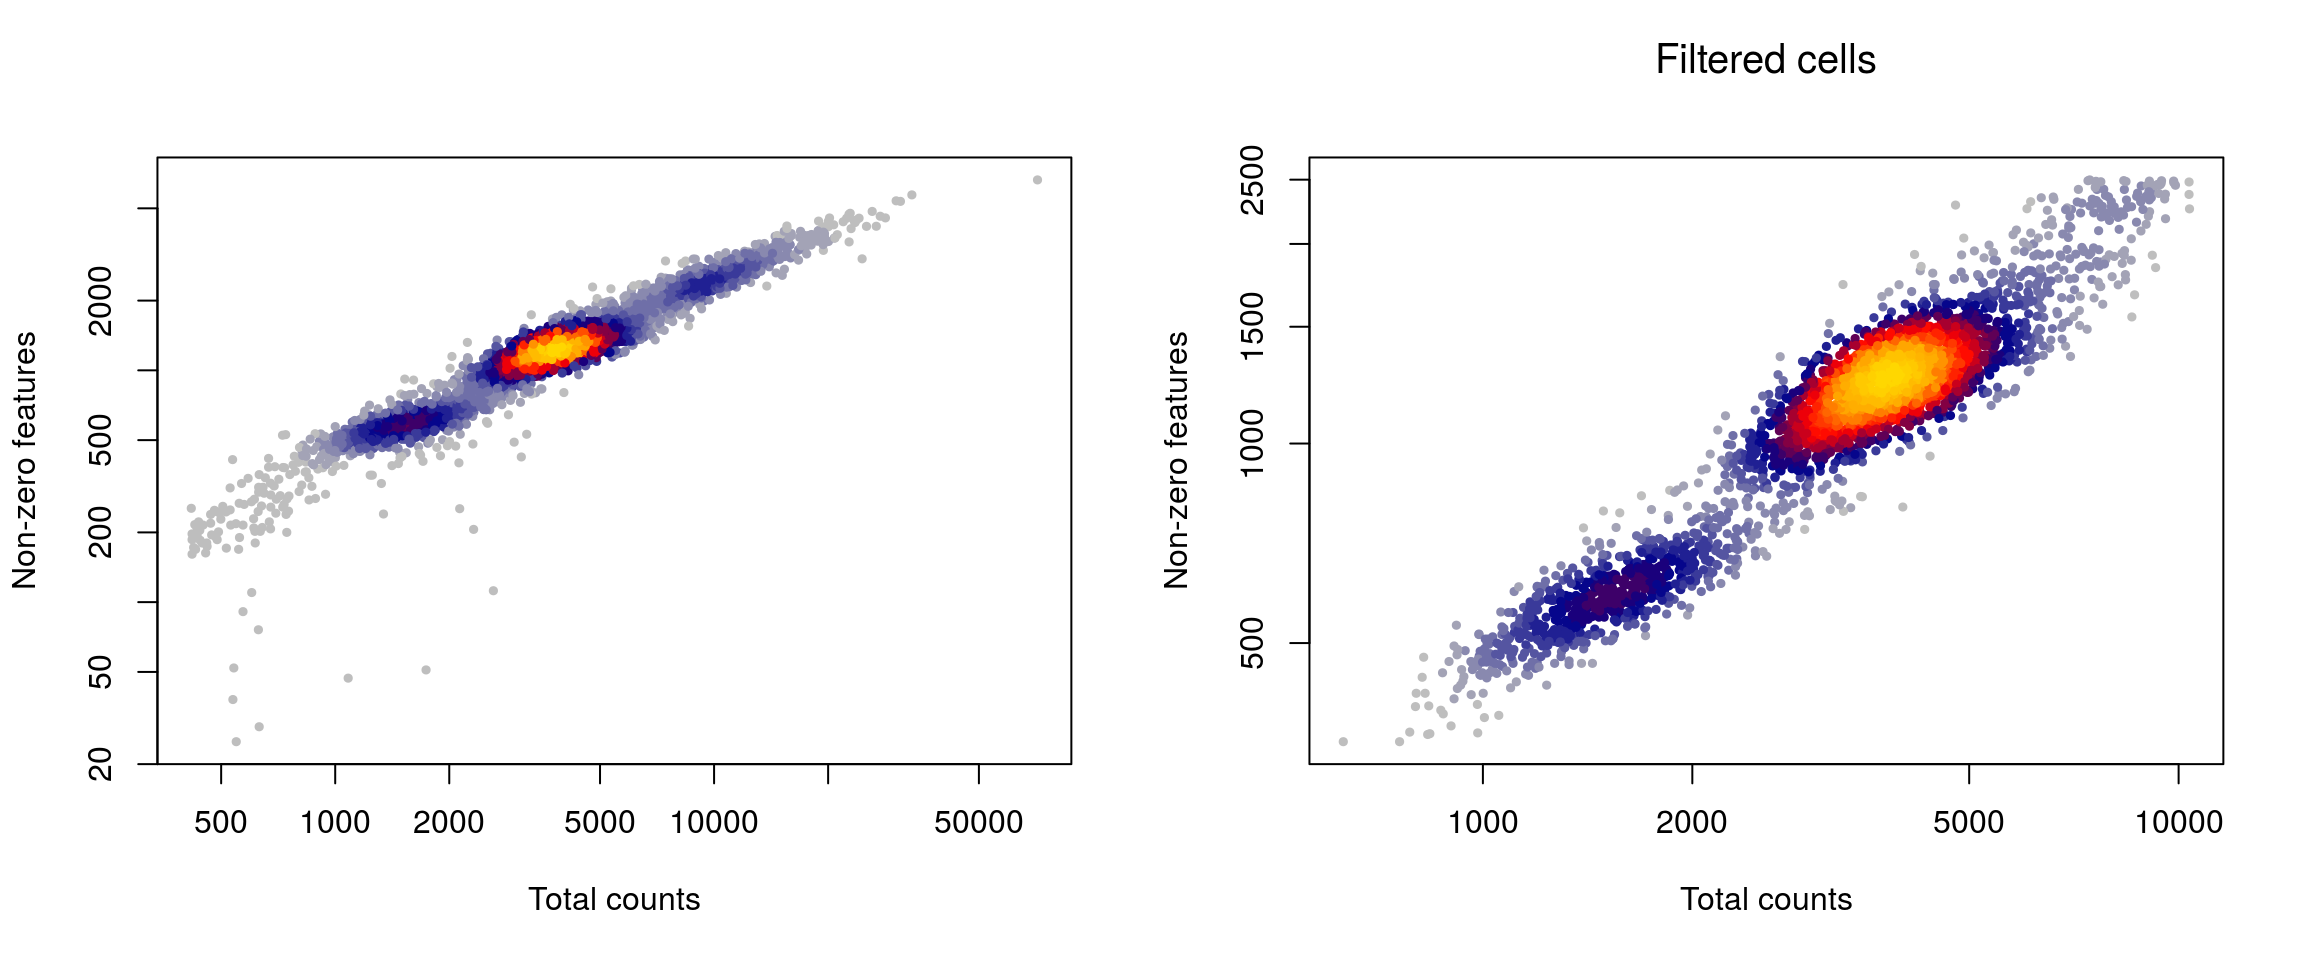 Non-zero features
2000
500
200
50
20
500 1000 2000 5000 10000 50000
Total counts
Filtered cells
Non-zero features
2500
1500
1000
500
1000 2000 5000 10000
Total counts